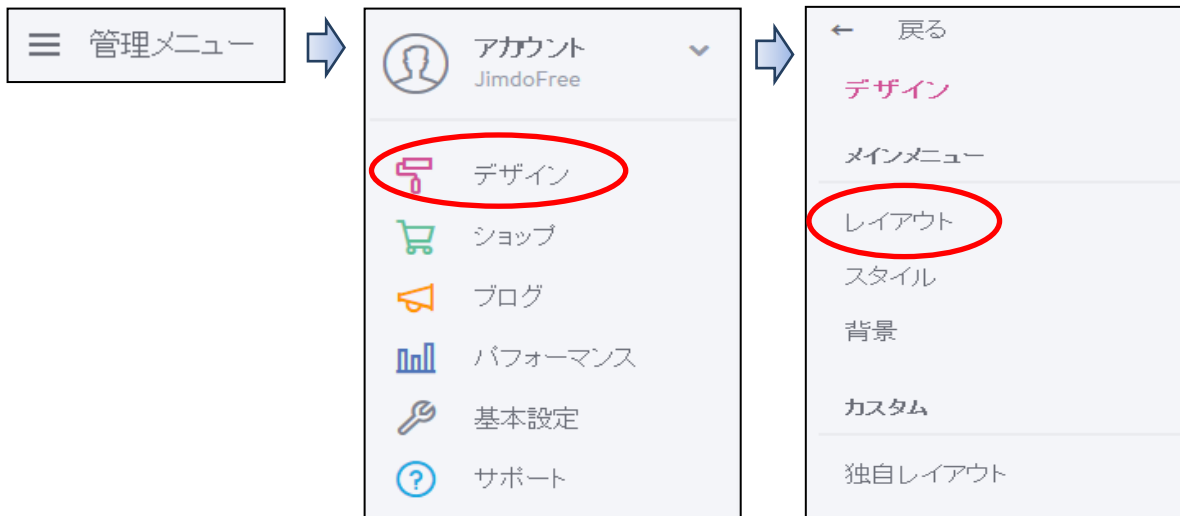 管理メニュー
アカウント
JimdoFree
デザイン
ショップ
ブログ
パフォーマンス
基本設定
サポート
← 戻る
デザイン
メインメニュー
レイアウト
スタイル
背景
カスタム
独自レイアウト